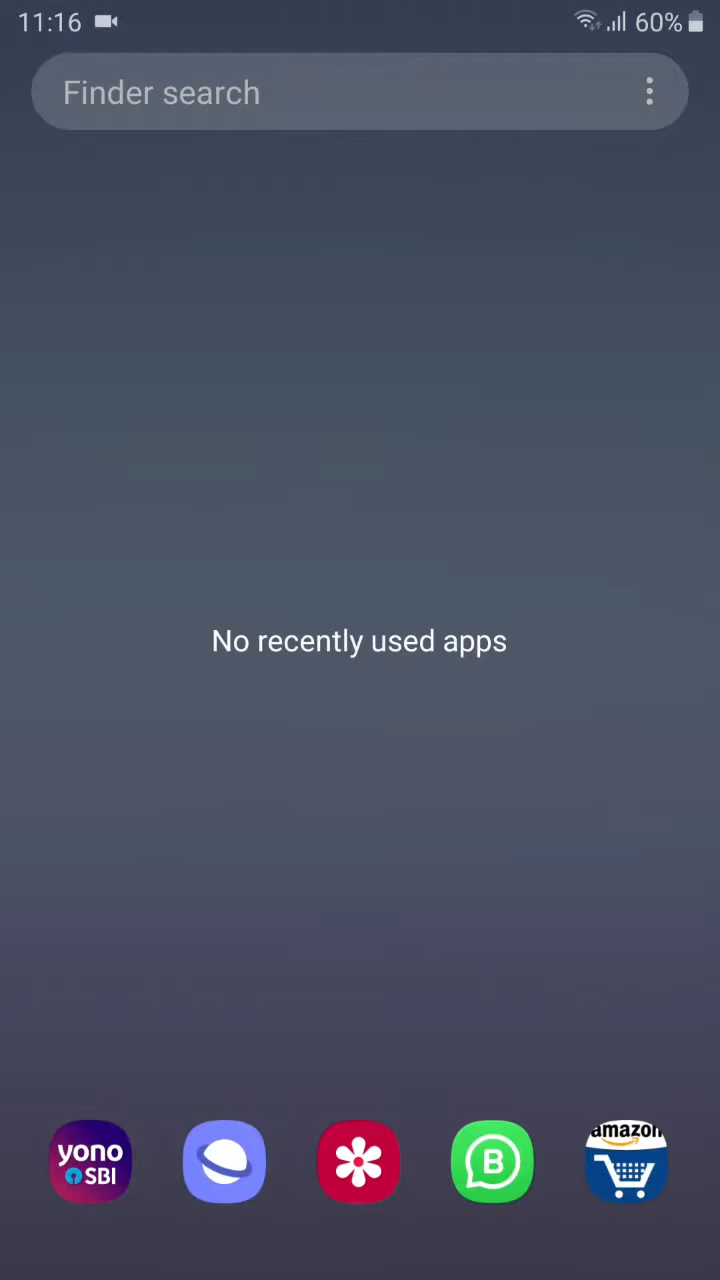 11:16
60%
Finder search
No recently used apps
yono
SBI
B
amazon